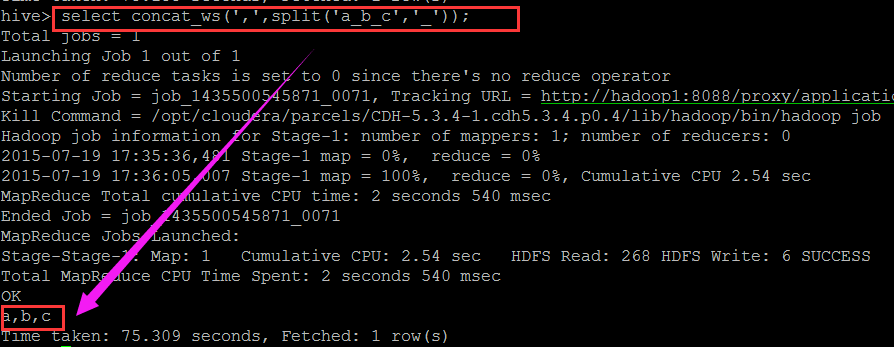 hive> select concat_ws(',',split('a_b_c','_'));
Total jobs = 1
Launching Job 1 out of 1
Number of reduce tasks is set to 0 since there's no reduce operator
Starting Job = job_1435500545871_0071, Tracking URL = http://hadoop1:8088/proxy/applicatio
Kill Command = /opt/cloudera/parcels/CDH-5.3.4-1.cdh5.3.4.p0.4/lib/hadoop/bin/hadoop job
Hadoop job information for Stage-1: number of mappers: 1; number of reducers: 0
2015-07-19 17:35:36,481 Stage-1 map = 0%,  reduce = 0%
2015-07-19 17:36:05,007 Stage-1 map = 100%,  reduce = 0%, Cumulative CPU 2.54 sec
MapReduce Total cumulative CPU time: 2 seconds 540 msec
Ended Job = job_1435500545871_0071
MapReduce Jobs Launched:
Stage-Stage-1: Map: 1   Cumulative CPU: 2.54 sec   HDFS Read: 268 HDFS Write: 6 SUCCESS
Total MapReduce CPU Time Spent: 2 seconds 540 msec
OK
a,b,c
Time taken: 75.309 seconds, Fetched: 1 row(s)